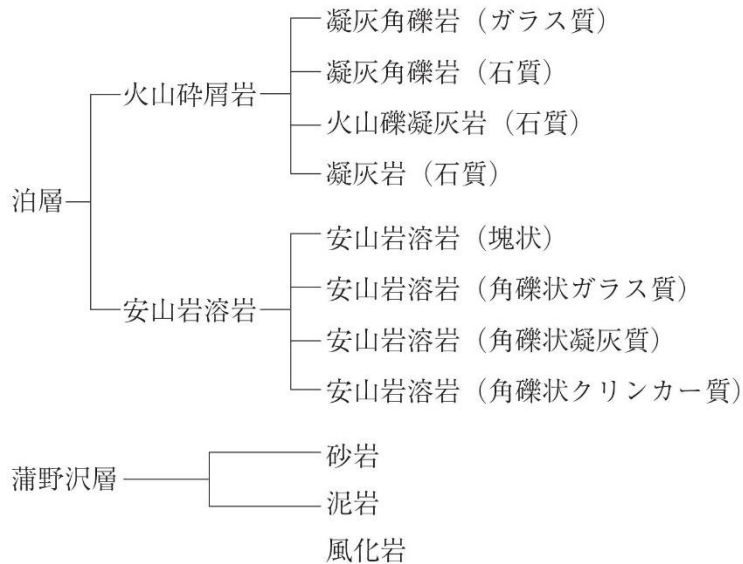 凝灰角礫岩（ガラス質）
凝灰角礫岩（石質）
火山砕屑岩
火山礫凝灰岩（石質）
凝灰岩（石質）
泊層
安山岩溶岩（塊状）
安山岩溶岩（角礫状ガラス質）
安山岩溶岩
安山岩溶岩（角礫状凝灰質）
安山岩溶岩（角礫状クリンカー質）
砂岩
蒲野沢層
泥岩
風化岩